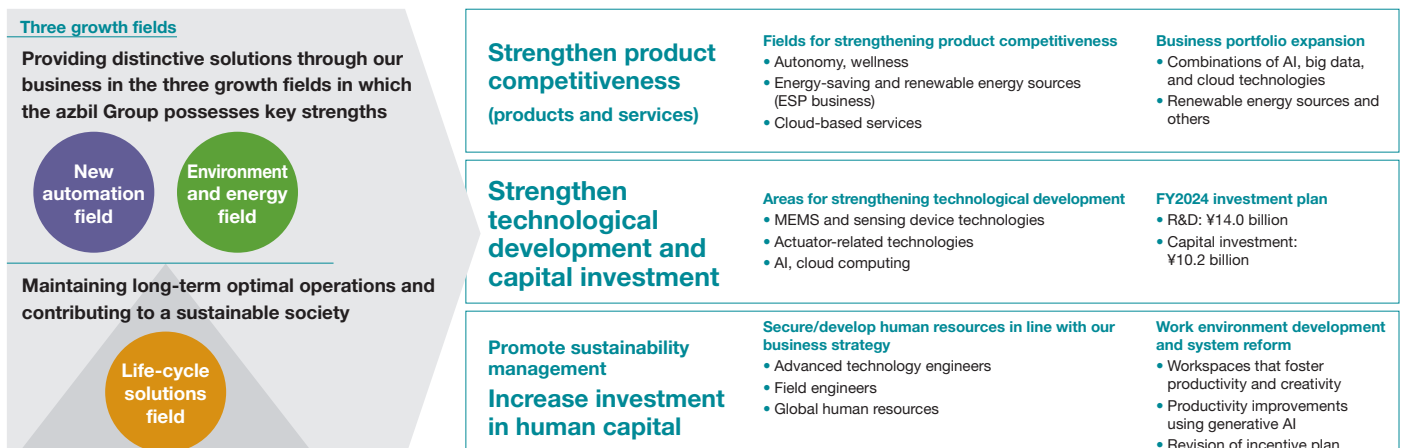 Three growth fields
Providing distinctive solutions through our
business in the three growth fields in which
the azbil Group possesses key strengths
New
automation
field
Environment
and energy
field
Maintaining long-term optimal operations and
contributing to a sustainable society
Life-cycle
solutions
field
Strengthen product
competitiveness
(products and services)
Fields for strengthening product competitiveness
• Autonomy, wellness
• Energy-saving and renewable energy sources
(ESP business)
• Cloud-based services
Business portfolio expansion
• Combinations of AI, big data,
and cloud technologies
• Renewable energy sources and
others
Strengthen
technological
development and
capital investment
Areas for strengthening technological development
• MEMS and sensing device technologies
• Actuator-related technologies
• AI, cloud computing
FY2024 investment plan
• R&D: ¥14.0 billion
• Capital investment:
¥10.2 billion
Promote sustainability
management
Increase investment
in human capital
Secure/develop human resources in line with our
business strategy
• Advanced technology engineers
• Field engineers
• Global human resources
Work environment development
and system reform
• Workspaces that foster
productivity and creativity
• Productivity improvements
using generative AI
• Revision of incentive plan